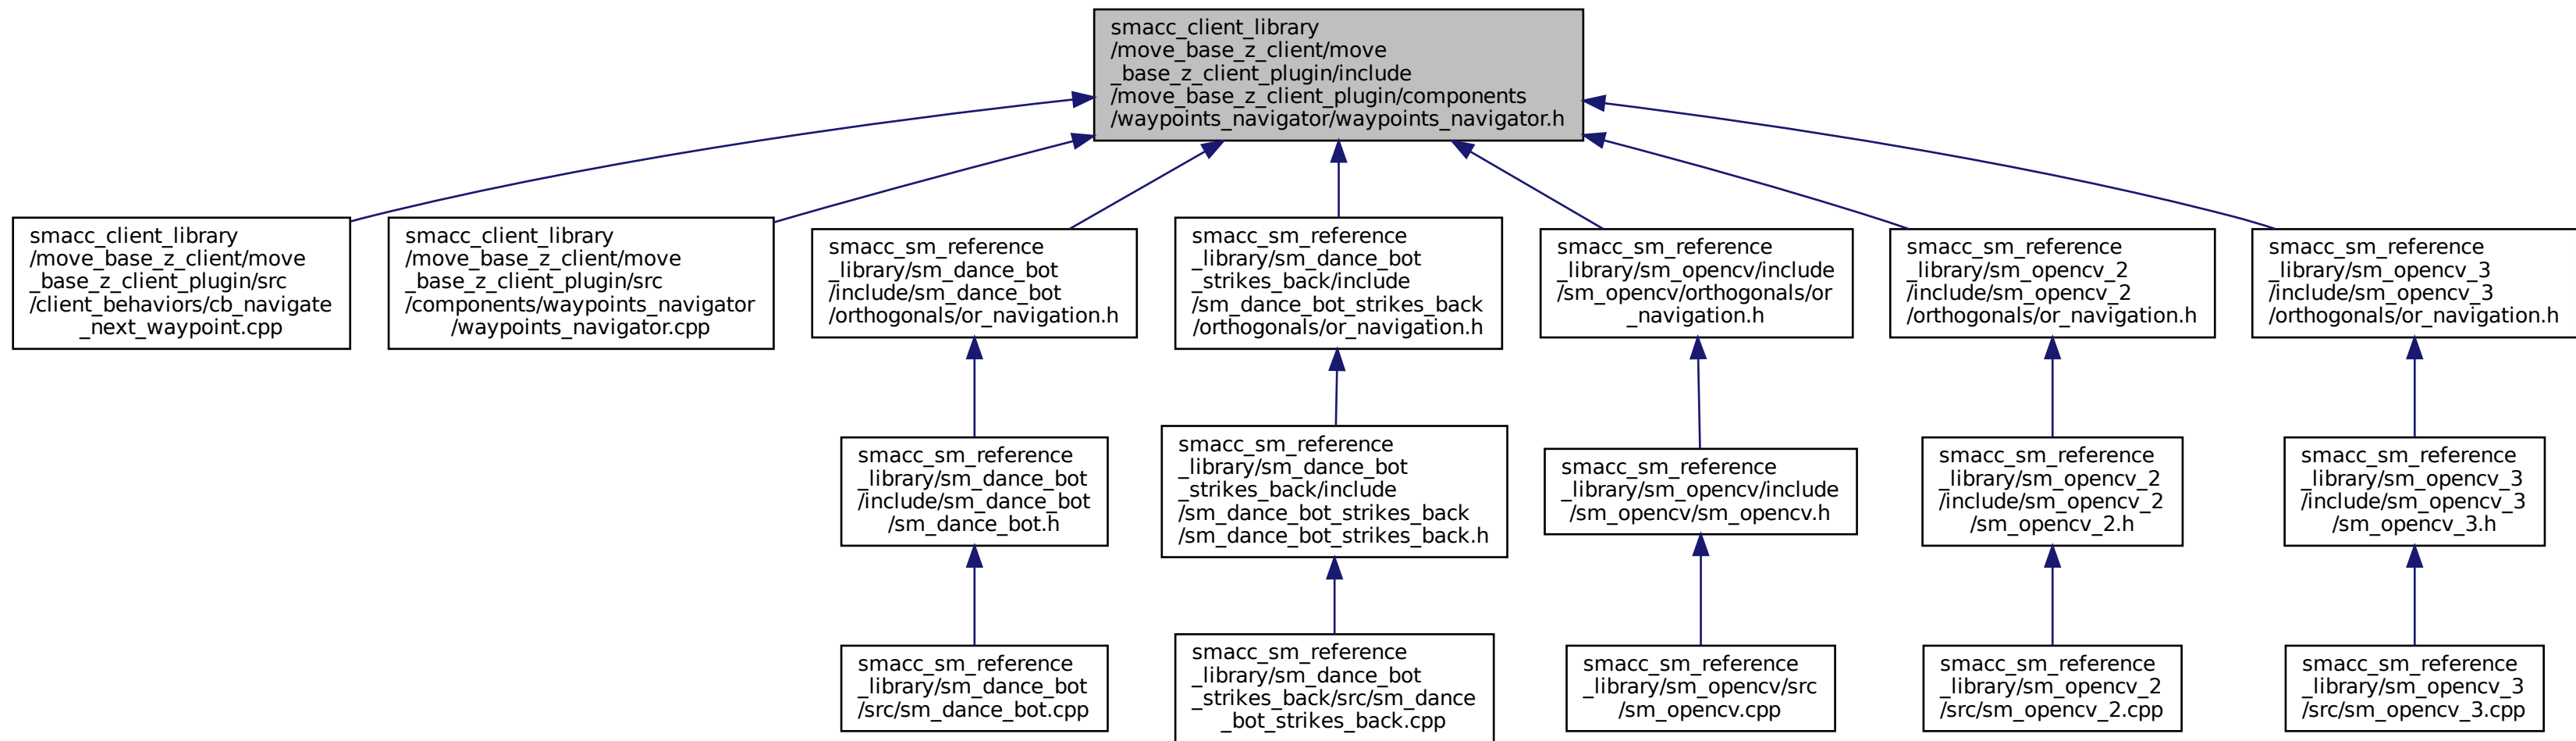 smacc_client_library
/move_base_z_client/move
_base_z_client_plugin/include
/move_base_z_client_plugin/components
/waypoints_navigator/waypoints_navigator.h
smacc_client_library
/move_base_z_client/move
_base_z_client_plugin/src
/client_behaviors/cb_navigate
_next_waypoint.cpp
smacc_client_library
/move_base_z_client/move
_base_z_client_plugin/src
/components/waypoints_navigator
/waypoints_navigator.cpp
smacc_sm_reference
_library/sm_dance_bot
/include/sm_dance_bot
/orthogonals/or_navigation.h
smacc_sm_reference
_library/sm_dance_bot
_strikes_back/include
/sm_dance_bot_strikes_back
/orthogonals/or_navigation.h
smacc_sm_reference
_library/sm_opencv/include
/sm_opencv/orthogonals/or
_navigation.h
smacc_sm_reference
_library/sm_opencv_2
/include/sm_opencv_2
/orthogonals/or_navigation.h
smacc_sm_reference
_library/sm_opencv_3
/include/sm_opencv_3
/orthogonals/or_navigation.h
smacc_sm_reference
_library/sm_dance_bot
/include/sm_dance_bot
/sm_dance_bot.h
smacc_sm_reference
_library/sm_dance_bot
_strikes_back/include
/sm_dance_bot_strikes_back
/sm_dance_bot_strikes_back.h
smacc_sm_reference
_library/sm_opencv/include
/sm_opencv/sm_opencv.h
smacc_sm_reference
_library/sm_opencv_2
/include/sm_opencv_2
/sm_opencv_2.h
smacc_sm_reference
_library/sm_opencv_3
/include/sm_opencv_3
/sm_opencv_3.h
smacc_sm_reference
_library/sm_dance_bot
/src/sm_dance_bot.cpp
smacc_sm_reference
_library/sm_dance_bot
_strikes_back/src/sm_dance
_bot_strikes_back.cpp
smacc_sm_reference
_library/sm_opencv/src
/sm_opencv.cpp
smacc_sm_reference
_library/sm_opencv_2
/src/sm_opencv_2.cpp
smacc_sm_reference
_library/sm_opencv_3
/src/sm_opencv_3.cpp